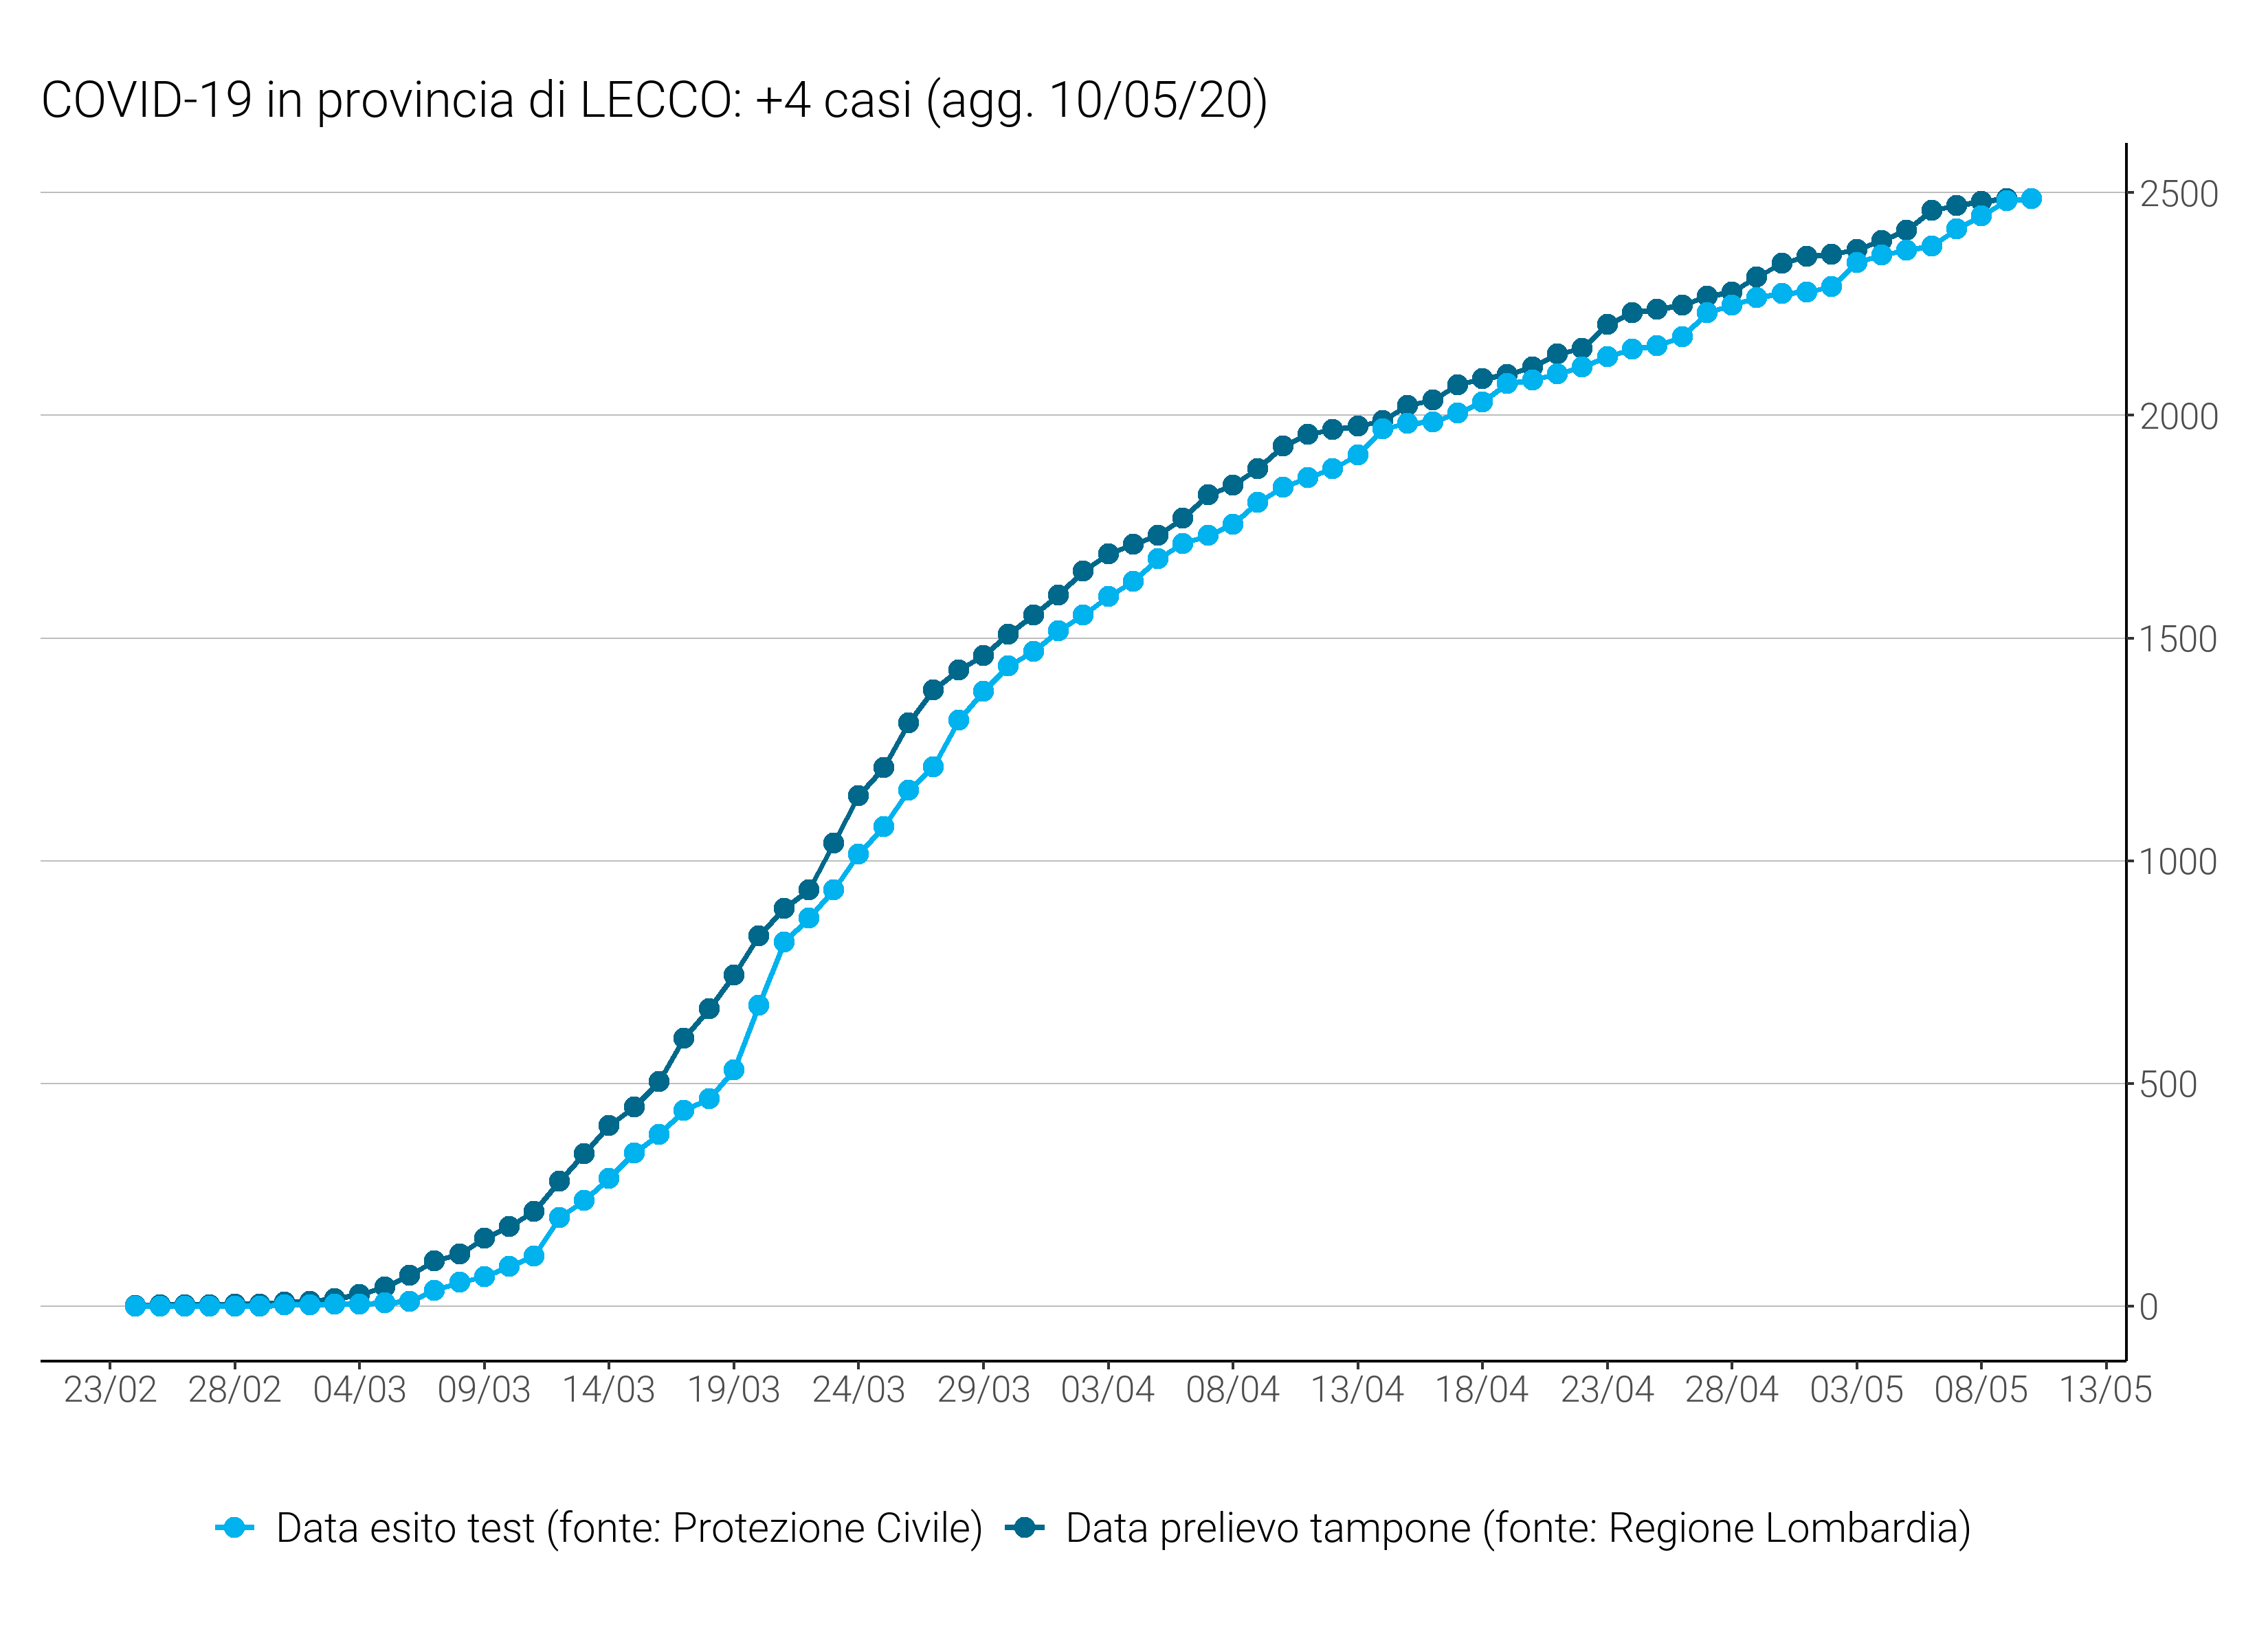 COVID-19 in provincia di LECCO: +4 casi (agg. 10/05/20)
2500
2000
1500
1000
500
0
23/02 28/02 04/03 09/03 14/03 19/03 24/03 29/03 03/04 08/04 13/04 18/04 23/04 28/04 03/05 08/05 13/05
Data esito test (fonte: Protezione Civile) Data prelievo tampone (fonte: Regione Lombardia)